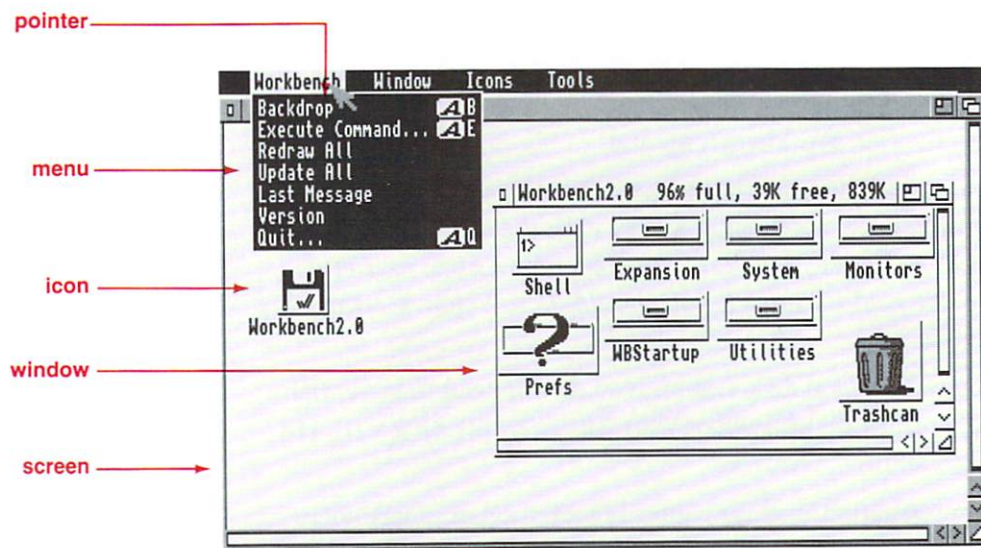 pointer
Workbench Window Icons Tools
Backdrop A B
Execute Command... A E
Redraw All
Update All
Last Message
Version
Quit... A Q
menu
Workbench2.0 96% full, 39K free, 839K
1>
Shell
Expansion
System
Monitors
icon
Workbench2.0
window
Prefs
WBStartup
Utilities
Trashcan
screen